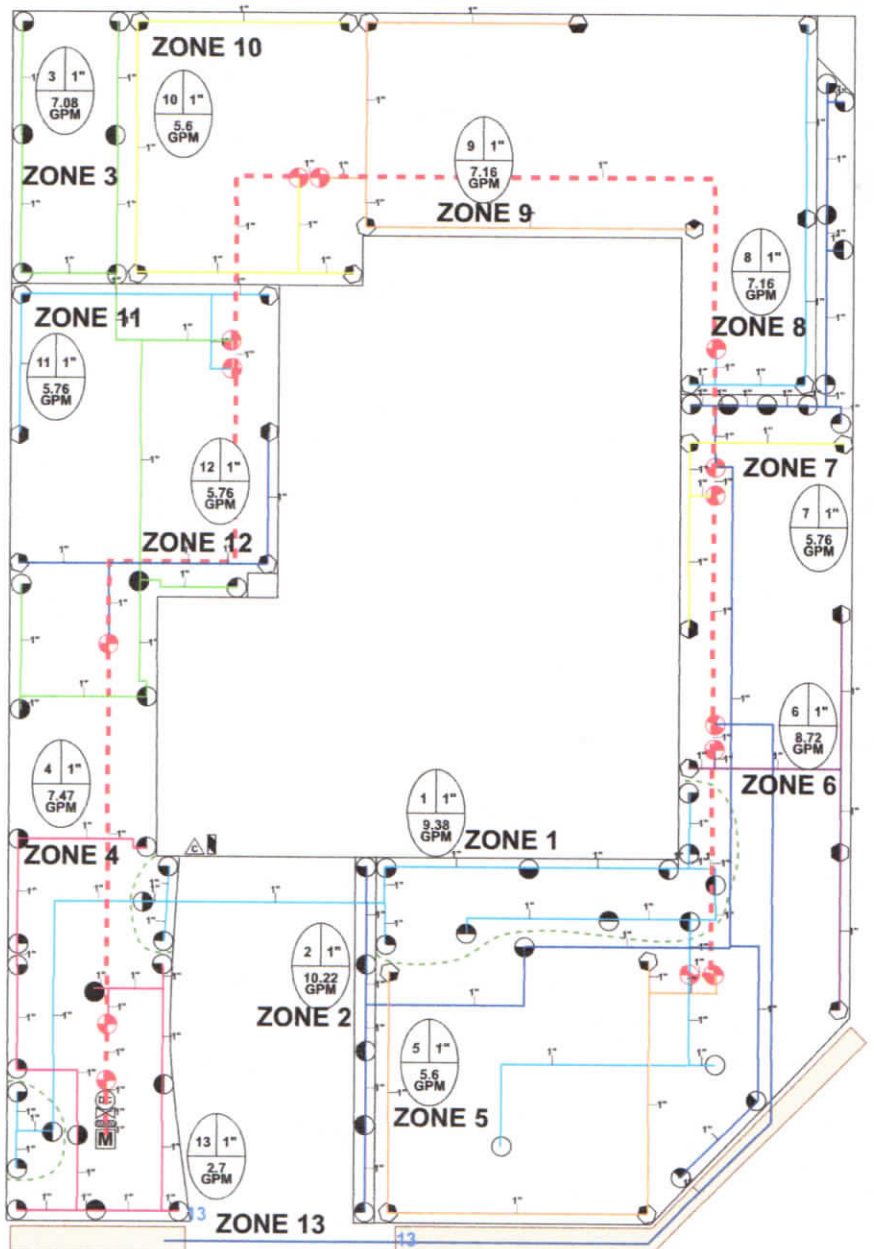 ZONE 10
3 1"
7.08
GPM
10 1"
5.6
GPM
9 1"
7.16
GPM
ZONE 3
ZONE 9
8 1"
7.16
GPM
ZONE 11
ZONE 8
11 1"
5.76
GPM
12 1"
5.76
GPM
ZONE 7
7 1"
5.76
GPM
ZONE 12
6 1"
8.72
GPM
4 1"
7.47
GPM
ZONE 6
1 1"
9.38
GPM
ZONE 1
ZONE 4
C
2 1"
10.22
GPM
ZONE 2
5 1"
5.6
GPM
ZONE 5
M
13 1"
2.7
GPM
13
ZONE 13
13